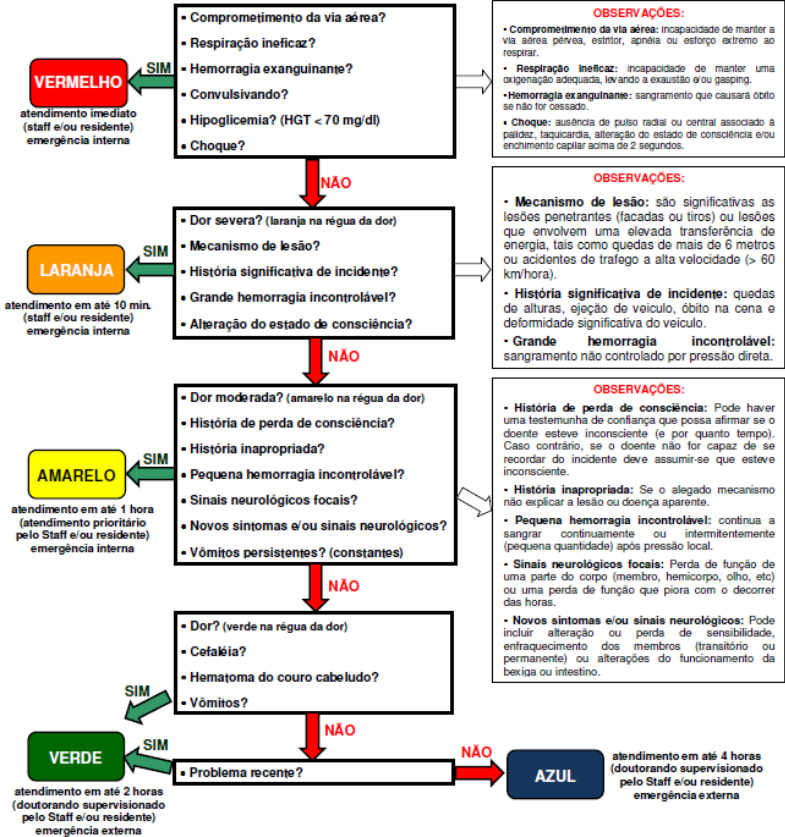 • Comprometimento da via aérea?
• Respiração ineficaz?
• Hemorragia exanguinante?
• Convulsivando?
• Hipoglicemia? (HGT < 70 mg/dl)
• Choque?
SIM
VERMELHO
atendimento imediato
(staff e/ou residente)
emergência interna
OBSERVAÇÕES:
• Comprometimento da via aérea: incapacidade de manter a
via aérea pérvea, estritor, apnéia ou esforço extremo ao
respirar.
• Respiração Ineficaz: incapacidade de manter uma
oxigenação adequada, levando a exaustão e/ou gasping.
•Hemorragia exanguinante: sangramento que causará óbito
se não for cessado.
• Choque: ausência de pulso radial ou central associado à
palidez, taquicardia, alteração do estado de consciência e/ou
enchimento capilar acima de 2 segundos.
NÃO
• Dor severa? (laranja na régua da dor)
• Mecanismo de lesão?
• História significativa de incidente?
• Grande hemorragia incontrolável?
• Alteração do estado de consciência?
SIM
LARANJA
atendimento em até 10 min.
(staff e/ou residente)
emergência interna
OBSERVAÇÕES:
• Mecanismo de lesão: são significativas as
lesões penetrantes (facadas ou tiros) ou lesões
que envolvem uma elevada transferência de
energia, tais como quedas de mais de 6 metros
ou acidentes de trafego a alta velocidade (> 60
km/hora).
• História significativa de incidente: quedas
de alturas, ejeção de veiculo, óbito na cena e
deformidade significativa do veiculo.
• Grande hemorragia incontrolável:
sangramento não controlado por pressão direta.
NÃO
• Dor moderada? (amarelo na régua da dor)
• História de perda de consciência?
• História inapropriada?
• Pequena hemorragia incontrolável?
• Sinais neurológicos focais?
• Novos sintomas e/ou sinais neurológicos?
• Vômitos persistentes? (constantes)
SIM
AMARELO
atendimento em até 1 hora
(atendimento prioritário
pelo Staff e/ou residente)
emergência interna
OBSERVAÇÕES:
• História de perda de consciência: Pode haver
uma testemunha de confiança que possa afirmar se o
doente esteve inconsciente (e por quanto tempo).
Caso contrário, se o doente não for capaz de se
recordar do incidente deve assumir-se que esteve
inconsciente.
• História inapropriada: Se o alegado mecanismo
não explicar a lesão ou doença aparente.
• Pequena hemorragia incontrolável: continua a
sangrar continuamente ou intermitentemente
(pequena quantidade) após pressão local.
• Sinais neurológicos focais: Perda de função de
uma parte do corpo (membro, hemicorpo, olho, etc)
ou uma perda de função que piora com o decorrer
das horas.
• Novos sintomas e/ou sinais neurológicos: Pode
incluir alteração ou perda de sensibilidade,
enfraquecimento dos membros (transitório ou
permanente) ou alterações do funcionamento da
bexiga ou intestino.
NÃO
• Dor? (verde na régua da dor)
• Cefaléia?
• Hematoma do couro cabeludo?
• Vômitos?
SIM
NÃO
VERDE
SIM
• Problema recente?
NÃO
AZUL
atendimento em até 2 horas
(doutorando supervisionado
pelo Staff e/ou residente)
emergência externa
atendimento em até 4 horas
(doutorando supervisionado
pelo Staff e/ou residente)
emergência externa